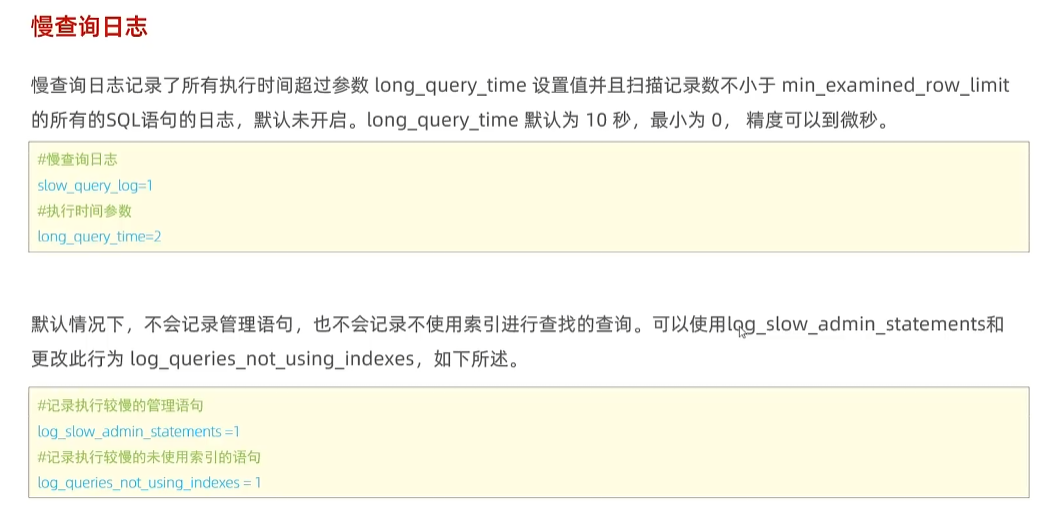 慢查询日志
慢查询日志记录了所有执行时间超过参数 long_query_time 设置值并且扫描记录数不小于 min_examined_row_limit
的所有的SQL语句的日志，默认未开启。long_query_time 默认为 10 秒，最小为 0， 精度可以到微秒。
#慢查询日志
slow_query_log=1
#执行时间参数
long_query_time=2
默认情况下，不会记录管理语句，也不会记录不使用索引进行查找的查询。可以使用log_slow_admin_statements和
更改此行为 log_queries_not_using_indexes，如下所述。
#记录执行较慢的管理语句
log_slow_admin_statements =1
#记录执行较慢的未使用索引的语句
log_queries_not_using_indexes = 1